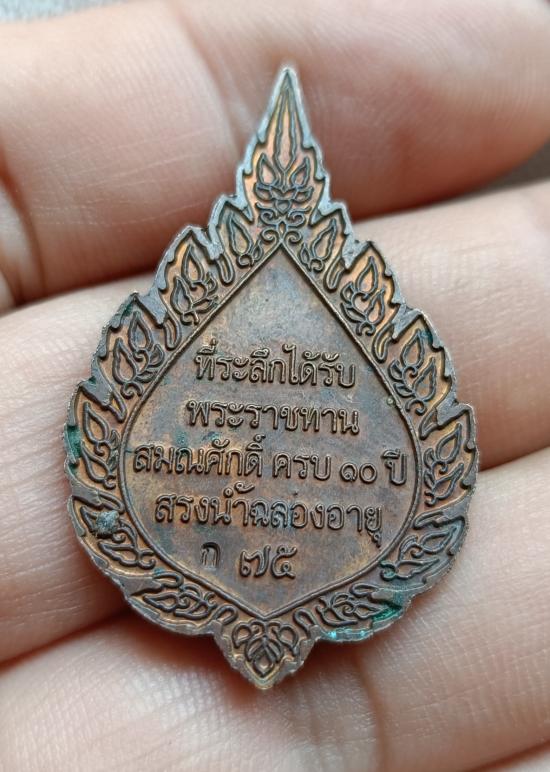 ที่ระลึกได้รับ
พระราชทาน
สมณศักดิ์ ครบ ๑๐ ปี
สรงน้ำฉลองอายุ
ก ๗๕